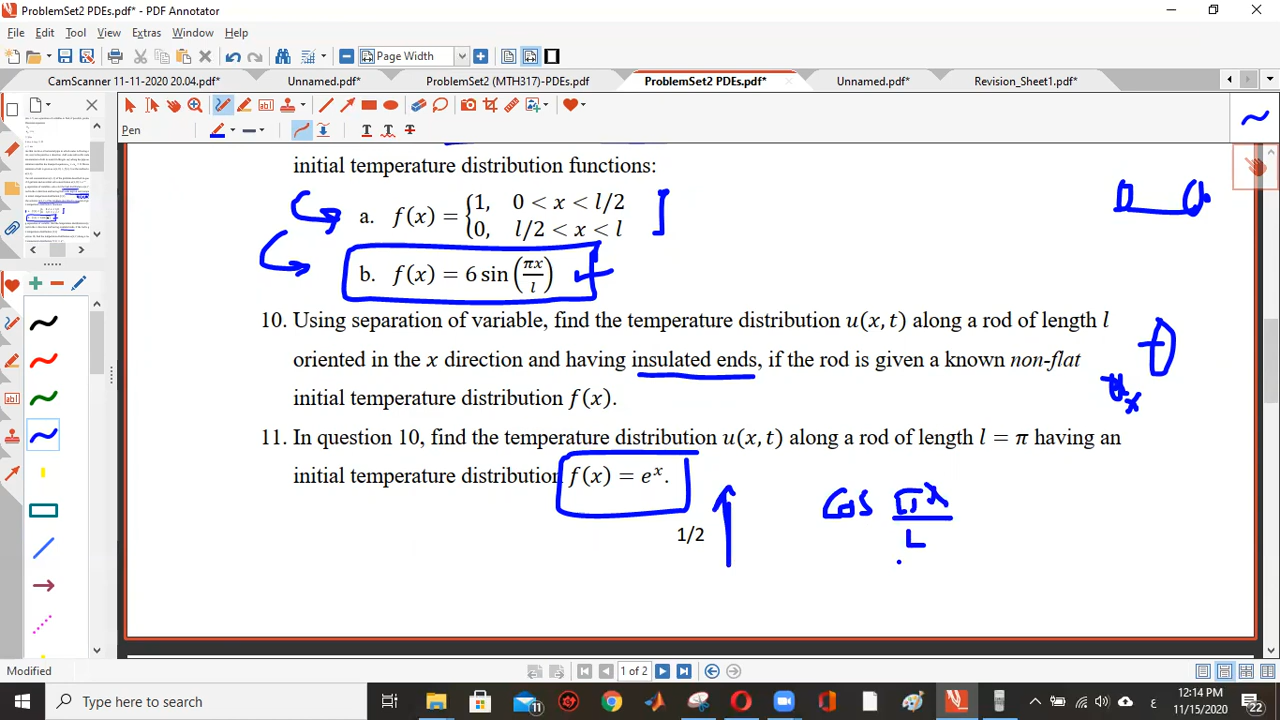 ProblemSet2 PDEs.pdf* - PDF Annotator
File Edit Tool View Extras Window Help
Page Width
CamScanner 11-11-2020 20.04.pdf* Unnamed.pdf* ProblemSet2 (MTH317)-PDEs.pdf ProblemSet2 PDEs.pdf* Unnamed.pdf* Revision_Sheet1.pdf*
Pen
initial temperature distribution functions:
a. f(x) = {1, 0 < x < l/2
0, l/2 < x < l
b. f(x) = 6 sin (πx/l)
10. Using separation of variable, find the temperature distribution u(x, t) along a rod of length l
oriented in the x direction and having insulated ends, if the rod is given a known non-flat
initial temperature distribution f(x).
11. In question 10, find the temperature distribution u(x, t) along a rod of length l = π having an
initial temperature distribution f(x) = eˣ.
Cos πx/L
1/2
Modified
1 of 2
Type here to search
11
ع
12:14 PM
11/15/2020
22